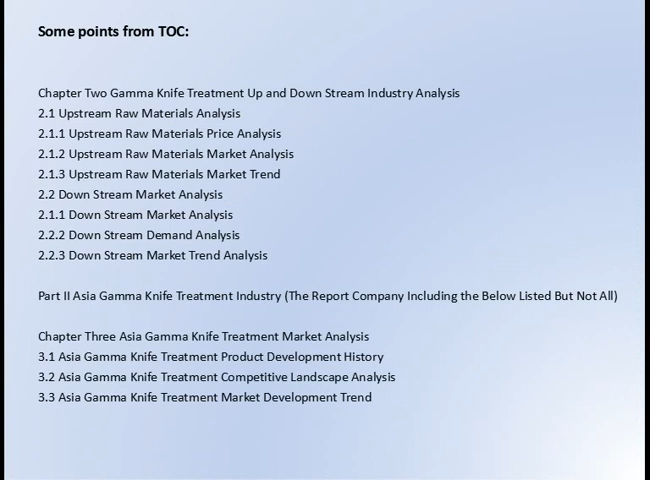 Some points from TOC:
Chapter Two Gamma Knife Treatment Up and Down Stream Industry Analysis
2.1 Upstream Raw Materials Analysis
2.1.1 Upstream Raw Materials Price Analysis
2.1.2 Upstream Raw Materials Market Analysis
2.1.3 Upstream Raw Materials Market Trend
2.2 Down Stream Market Analysis
2.1.1 Down Stream Market Analysis
2.2.2 Down Stream Demand Analysis
2.2.3 Down Stream Market Trend Analysis
Part II Asia Gamma Knife Treatment Industry (The Report Company Including the Below Listed But Not All)
Chapter Three Asia Gamma Knife Treatment Market Analysis
3.1 Asia Gamma Knife Treatment Product Development History
3.2 Asia Gamma Knife Treatment Competitive Landscape Analysis
3.3 Asia Gamma Knife Treatment Market Development Trend